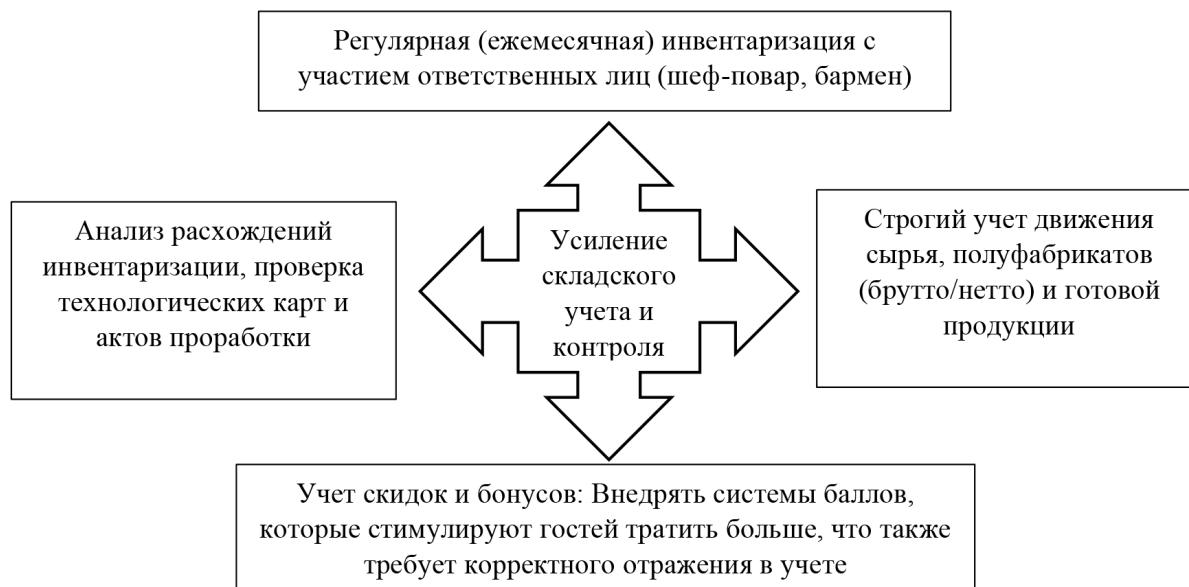 Регулярная (ежемесячная) инвентаризация с
участием ответственных лиц (шеф-повар, бармен)
Анализ расхождений
инвентаризации, проверка
технологических карт и
актов проработки
Усиление
складского
учета и
контроля
Строгий учет движения
сырья, полуфабрикатов
(брутто/нетто) и готовой
продукции
Учет скидок и бонусов: Внедрять системы баллов,
которые стимулируют гостей тратить больше, что также
требует корректного отражения в учете